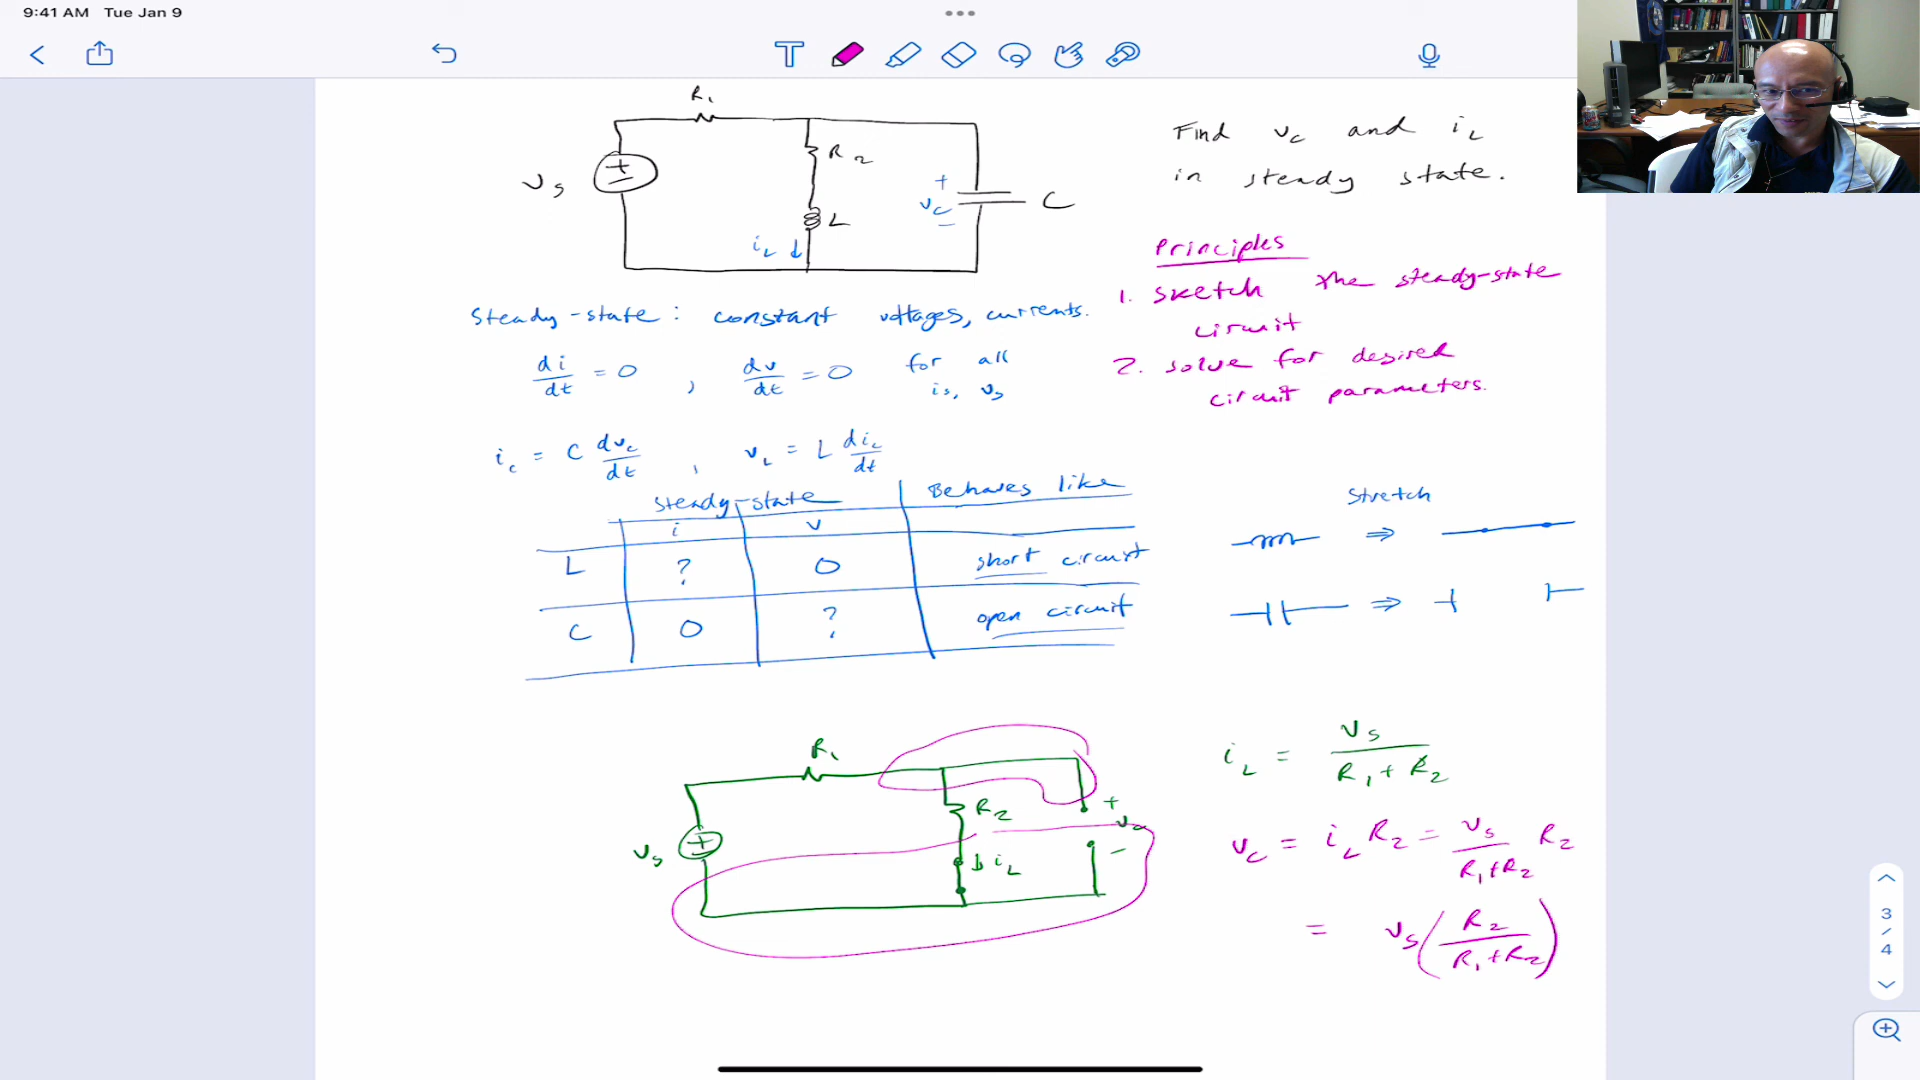 9:41 AM Tue Jan 9
R1
R2
vs
+
vc
−
C
L
iL ↓
Find vc and iL
in steady state.
Principles
1. sketch the steady-state
circuit
2. solve for desired
circuit parameters.
steady-state: constant voltages, currents.
di/dt = 0 , dv/dt = 0 for all
is, vs
ic = C dvc/dt , vL = L diL/dt
steady-state Behaves like
i v
L ? 0 short circuit
C 0 ? open circuit
stretch
⇒
⇒
R1
R2
+
vc
−
vs
↓ iL
iL = vs/(R1 + R2)
vc = iL R2 = vs/(R1+R2) R2
= vs (R2/(R1+R2))
3
/
4